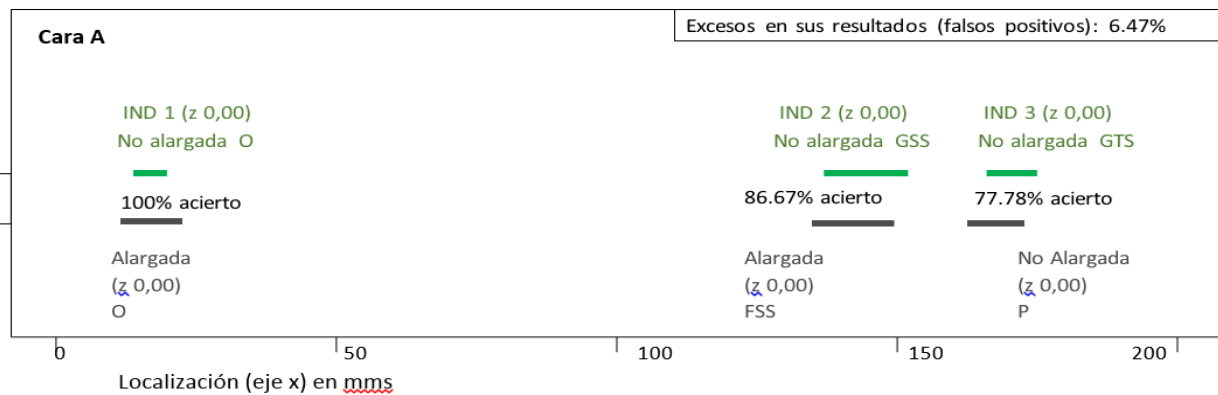 Cara A
Excesos en sus resultados (falsos positivos): 6.47%
IND 1 (z 0,00)
No alargada O
IND 2 (z 0,00)
No alargada GSS
IND 3 (z 0,00)
No alargada GTS
100% acierto
86.67% acierto
77.78% acierto
Alargada
(z 0,00)
O
Alargada
(z 0,00)
FSS
No Alargada
(z 0,00)
P
0
50
100
150
200
Localización (eje x) en mms